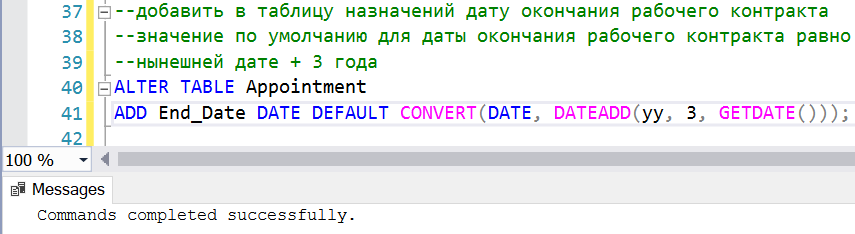 37 --добавить в таблицу назначений дату окончания рабочего контракта
38 --значение по умолчанию для даты окончания рабочего контракта равно
39 --нынешней дате + 3 года
40 ALTER TABLE Appointment
41 ADD End_Date DATE DEFAULT CONVERT(DATE, DATEADD(yy, 3, GETDATE()));
42
100 %
Messages
Commands completed successfully.